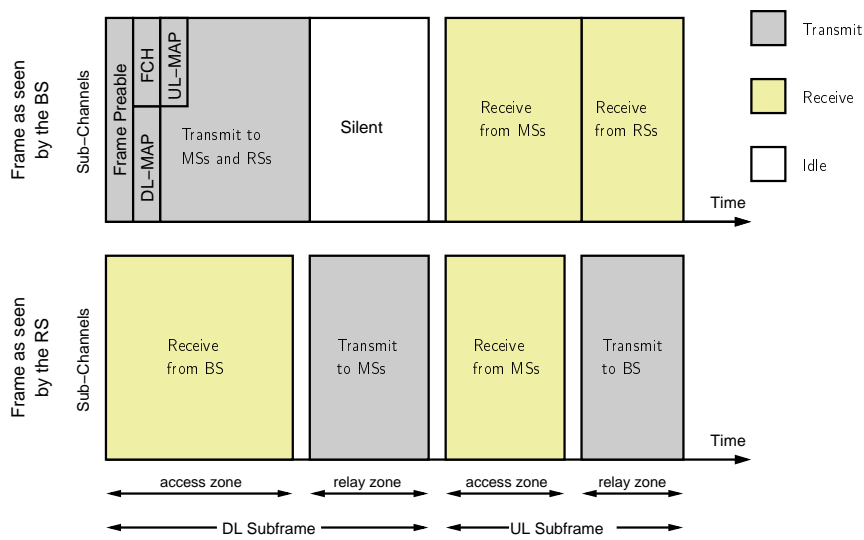 Frame as seen
by the BS
Sub-Channels
Frame Preable
FCH
DL-MAP
UL-MAP
Transmit to
MSs and RSs
Silent
Receive
from MSs
Receive
from RSs
Time
Transmit
Receive
Idle
Frame as seen
by the RS
Sub-Channels
Receive
from BS
Transmit
to MSs
Receive
from MSs
Transmit
to BS
Time
access zone
relay zone
access zone
relay zone
DL Subframe
UL Subframe